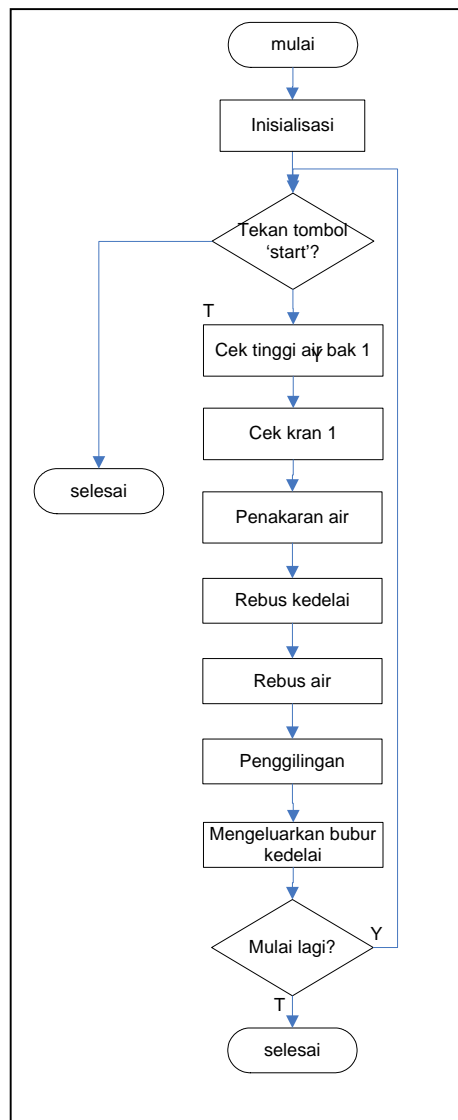 mulai
Inisialisasi
Tekan tombol
‘start’?
T
Y
Cek tinggi air bak 1
Cek kran 1
selesai
Penakaran air
Rebus kedelai
Rebus air
Penggilingan
Mengeluarkan bubur
kedelai
Mulai lagi?
Y
T
selesai